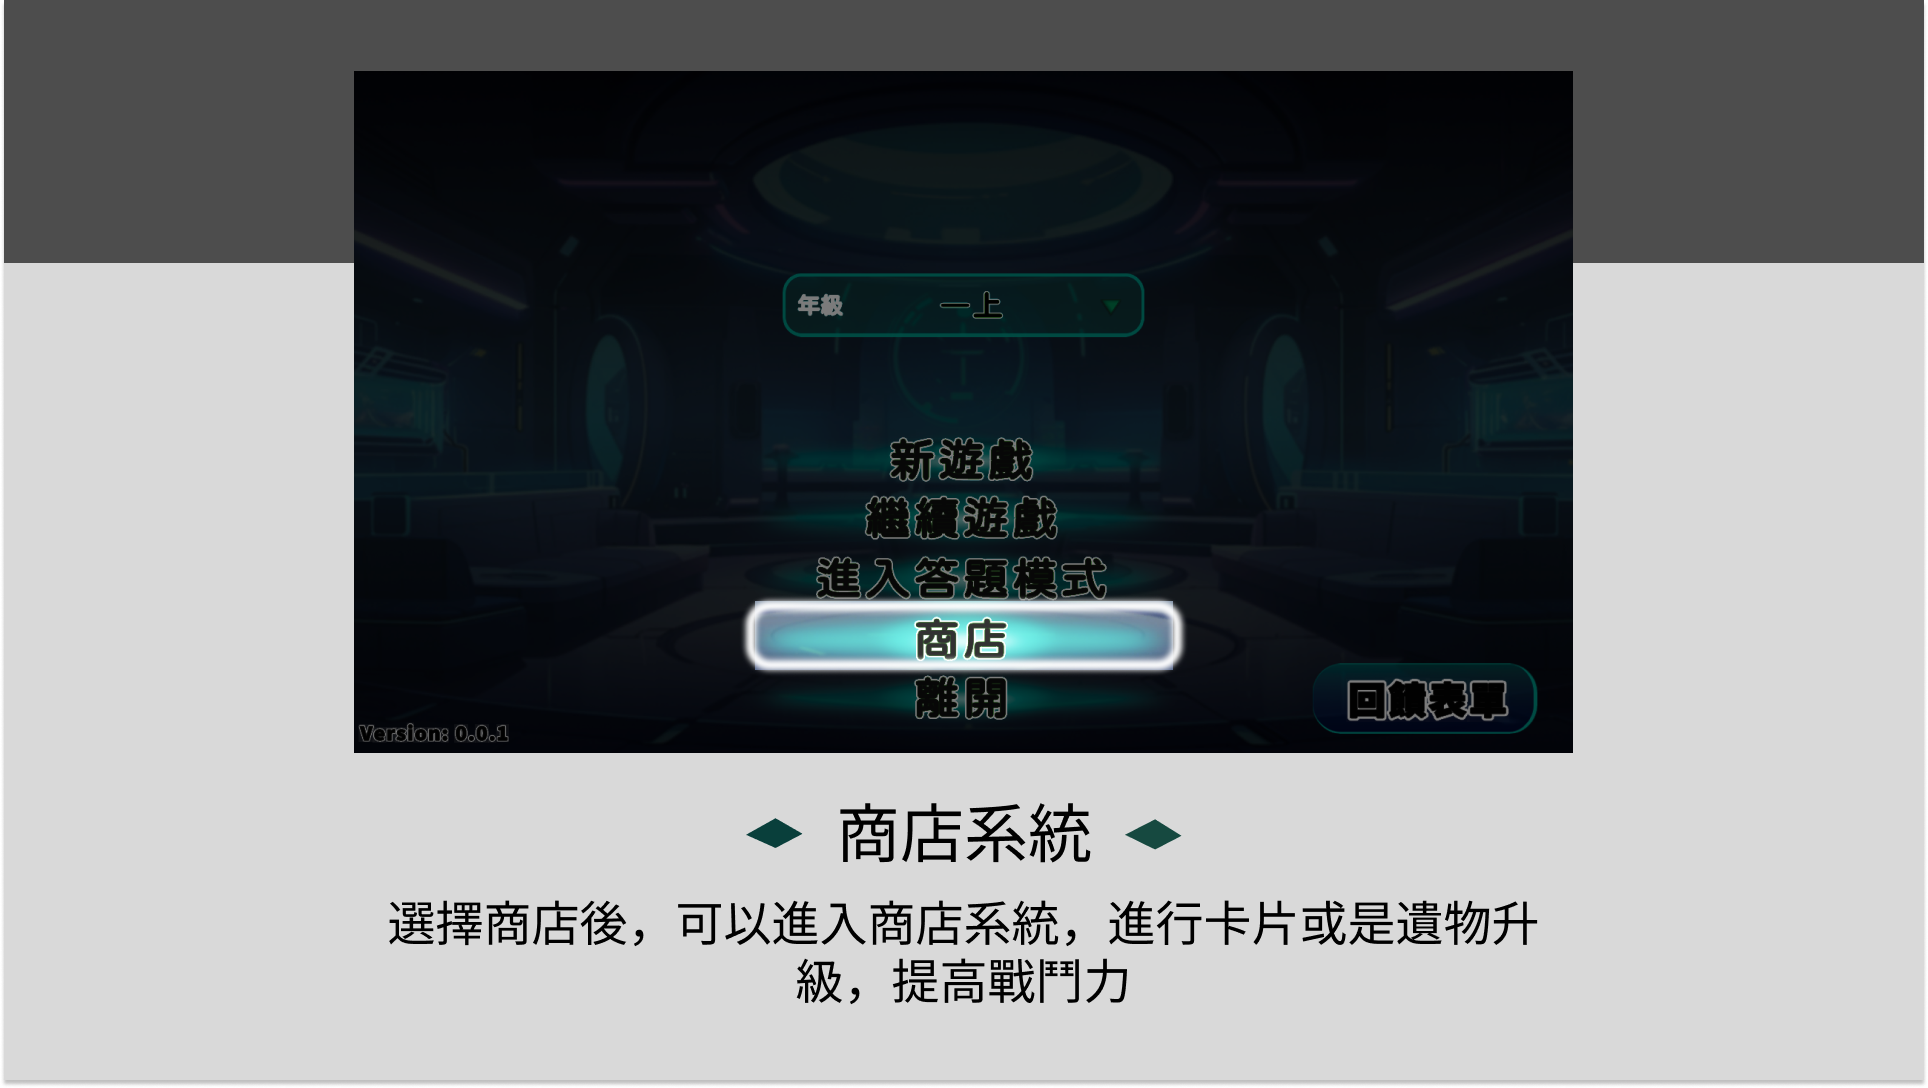 年級 一上
新遊戲
繼續遊戲
進入答題模式
商店
離開
回饋表單
Version: 0.0.1
商店系統
選擇商店後，可以進入商店系統，進行卡片或是遺物升
級，提高戰鬥力